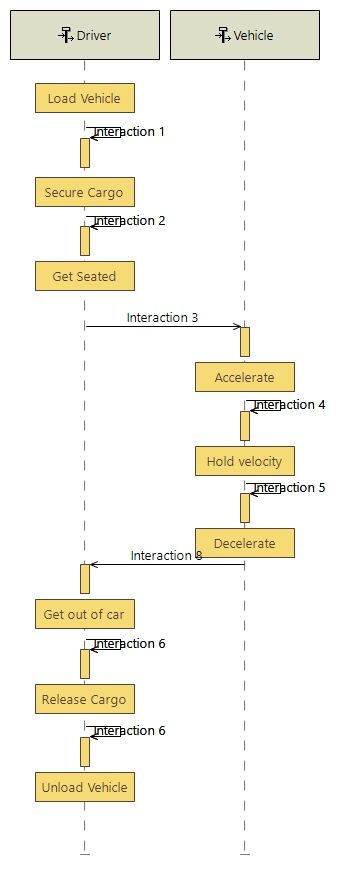 Driver
Vehicle
Load Vehicle
Interaction 1
Secure Cargo
Interaction 2
Get Seated
Interaction 3
Accelerate
Interaction 4
Hold velocity
Interaction 5
Decelerate
Interaction 8
Get out of car
Interaction 6
Release Cargo
Interaction 6
Unload Vehicle